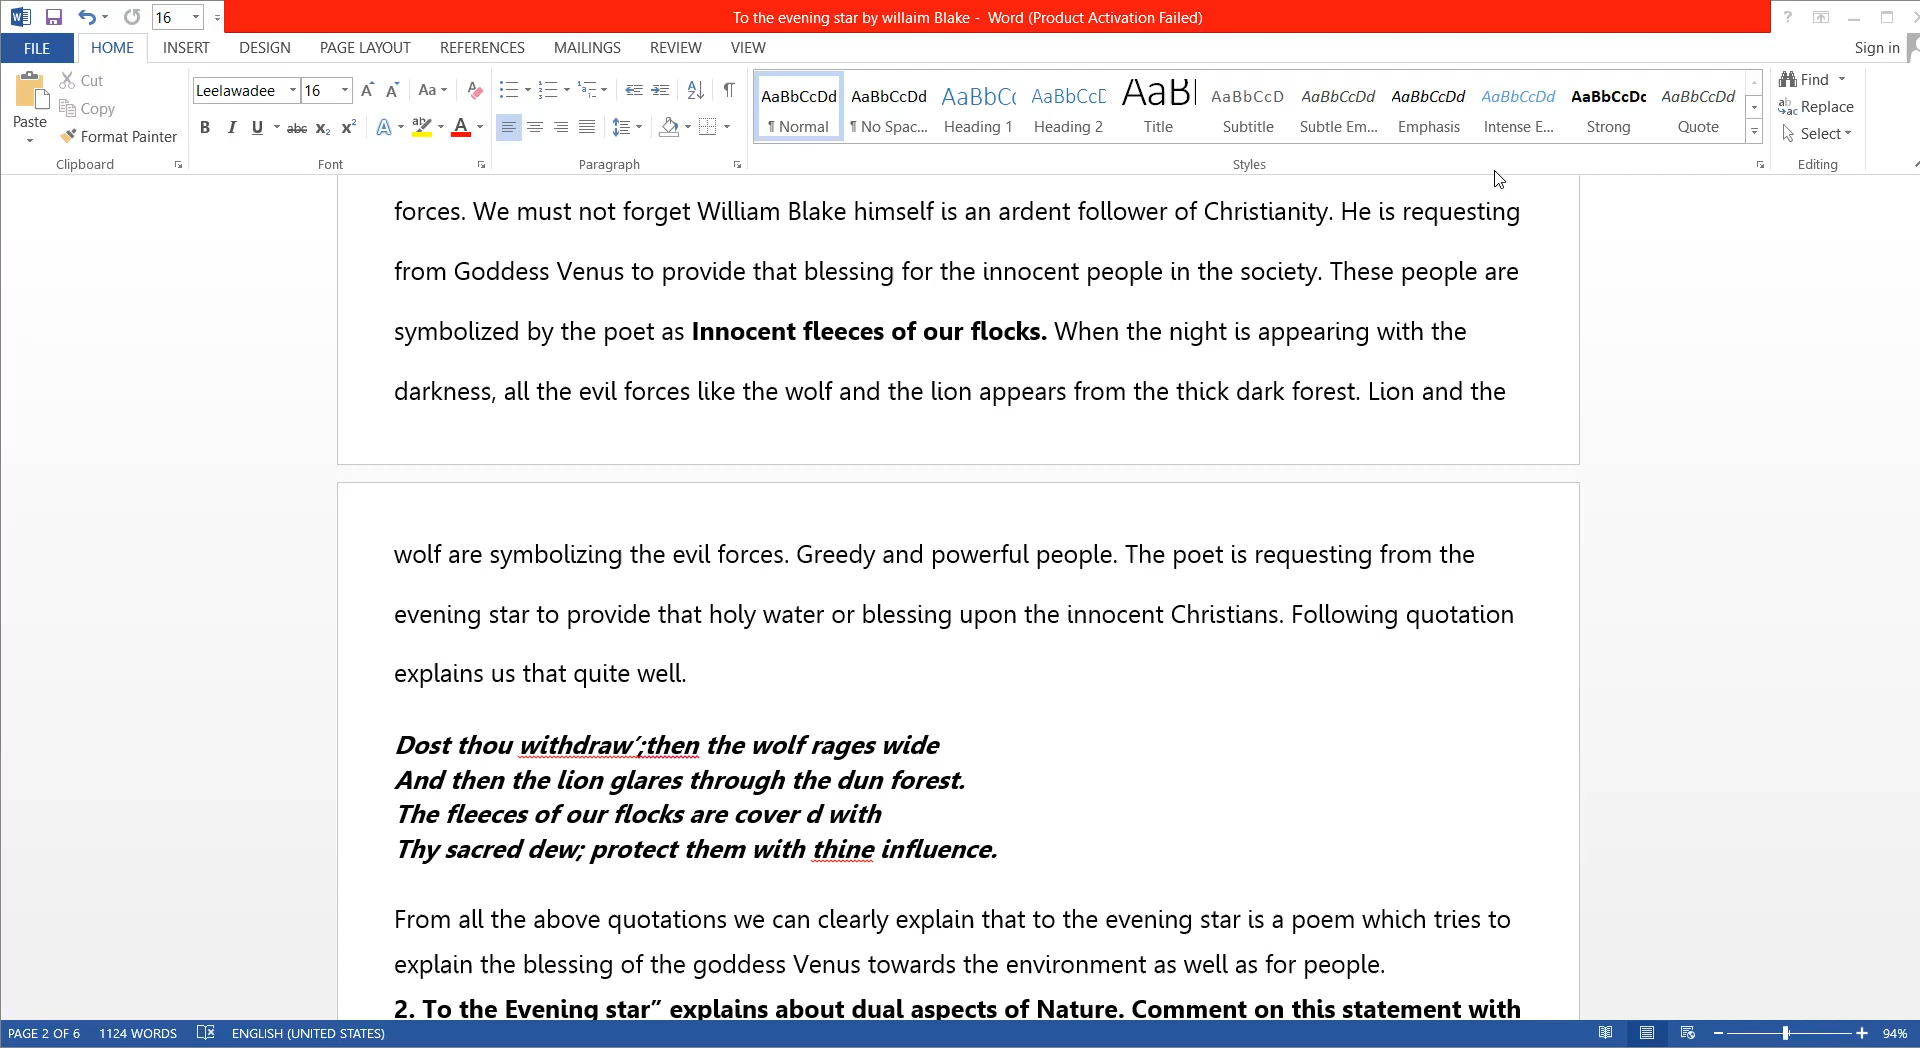 16
To the evening star by willaim Blake - Word (Product Activation Failed)
?
FILE HOME INSERT DESIGN PAGE LAYOUT REFERENCES MAILINGS REVIEW VIEW Sign in
Paste
Cut
Copy
Format Painter
Clipboard
Leelawadee 16
Font
Paragraph
AaBbCcDd AaBbCcDd AaBbCc AaBbCcE AaBl AaBbCcD AaBbCcDd AaBbCcDd AaBbCcDd AaBbCcDc AaBbCcDd
¶ Normal ¶ No Spac... Heading 1 Heading 2 Title Subtitle Subtle Em... Emphasis Intense E... Strong Quote
Styles
Find
Replace
Select
Editing
forces. We must not forget William Blake himself is an ardent follower of Christianity. He is requesting
from Goddess Venus to provide that blessing for the innocent people in the society. These people are
symbolized by the poet as Innocent fleeces of our flocks. When the night is appearing with the
darkness, all the evil forces like the wolf and the lion appears from the thick dark forest. Lion and the
wolf are symbolizing the evil forces. Greedy and powerful people. The poet is requesting from the
evening star to provide that holy water or blessing upon the innocent Christians. Following quotation
explains us that quite well.
Dost thou withdraw’;then the wolf rages wide
And then the lion glares through the dun forest.
The fleeces of our flocks are cover d with
Thy sacred dew; protect them with thine influence.
From all the above quotations we can clearly explain that to the evening star is a poem which tries to
explain the blessing of the goddess Venus towards the environment as well as for people.
2. To the Evening star” explains about dual aspects of Nature. Comment on this statement with
PAGE 2 OF 6 1124 WORDS ENGLISH (UNITED STATES) 94%